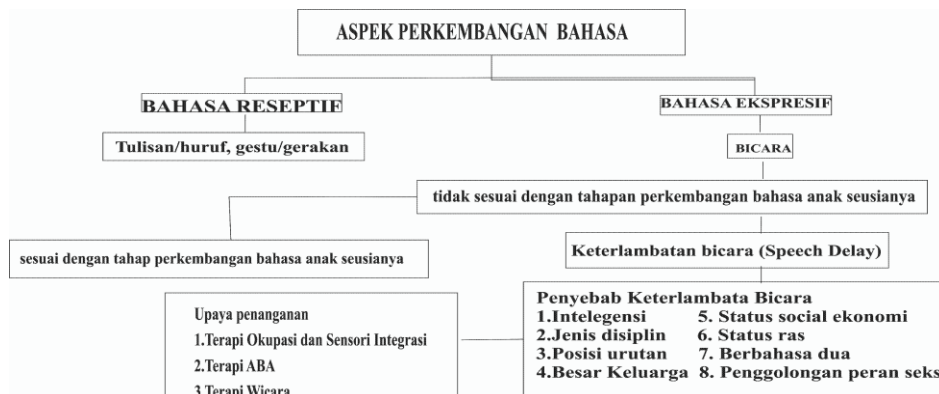 ASPEK PERKEMBANGAN BAHASA
BAHASA RESEPTIF
BAHASA EKSPRESIF
Tulisan/huruf, gestu/gerakan
BICARA
tidak sesuai dengan tahapan perkembangan bahasa anak seusianya
sesuai dengan tahap perkembangan bahasa anak seusianya
Keterlambatan bicara (Speech Delay)
Upaya penanganan
1.Terapi Okupasi dan Sensori Integrasi
2.Terapi ABA
3.Terapi Wicara
Penyebab Keterlambata Bicara
1.Intelegensi 5. Status social ekonomi
2.Jenis disiplin 6. Status ras
3.Posisi urutan 7. Berbahasa dua
4.Besar Keluarga 8. Penggolongan peran seks